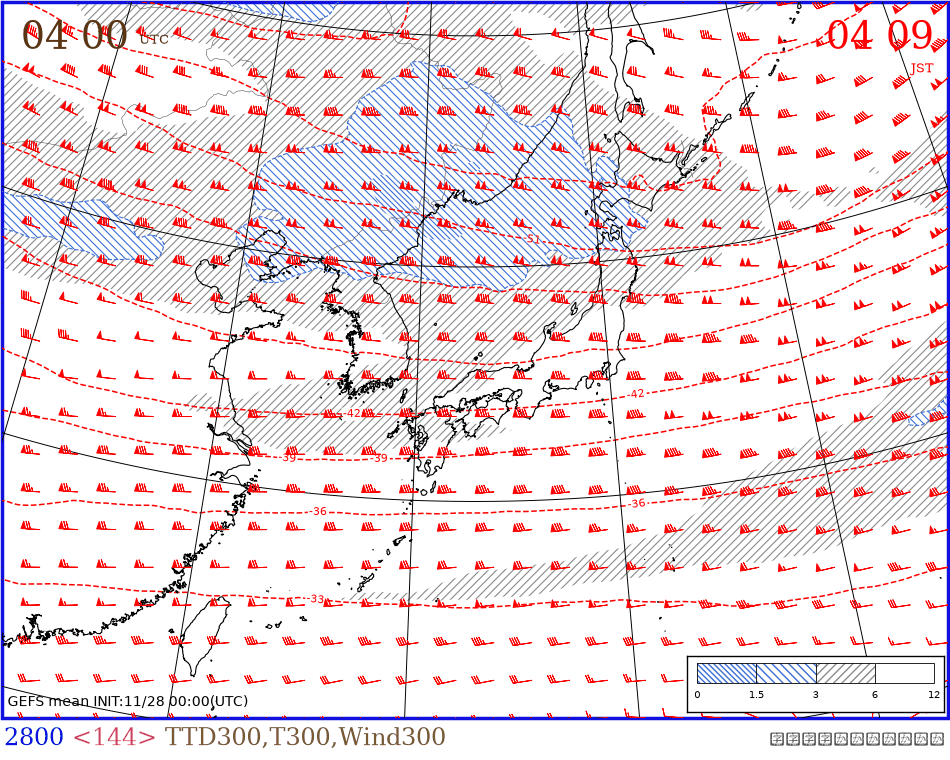 04 00 UTC
04 09
JST
-51
-42
-42
-39
-39
-36
-36
-33
0 1.5 3 6 12
GEFS mean INIT:11/28 00:00(UTC)
2800 <144> TTD300,T300,Wind300